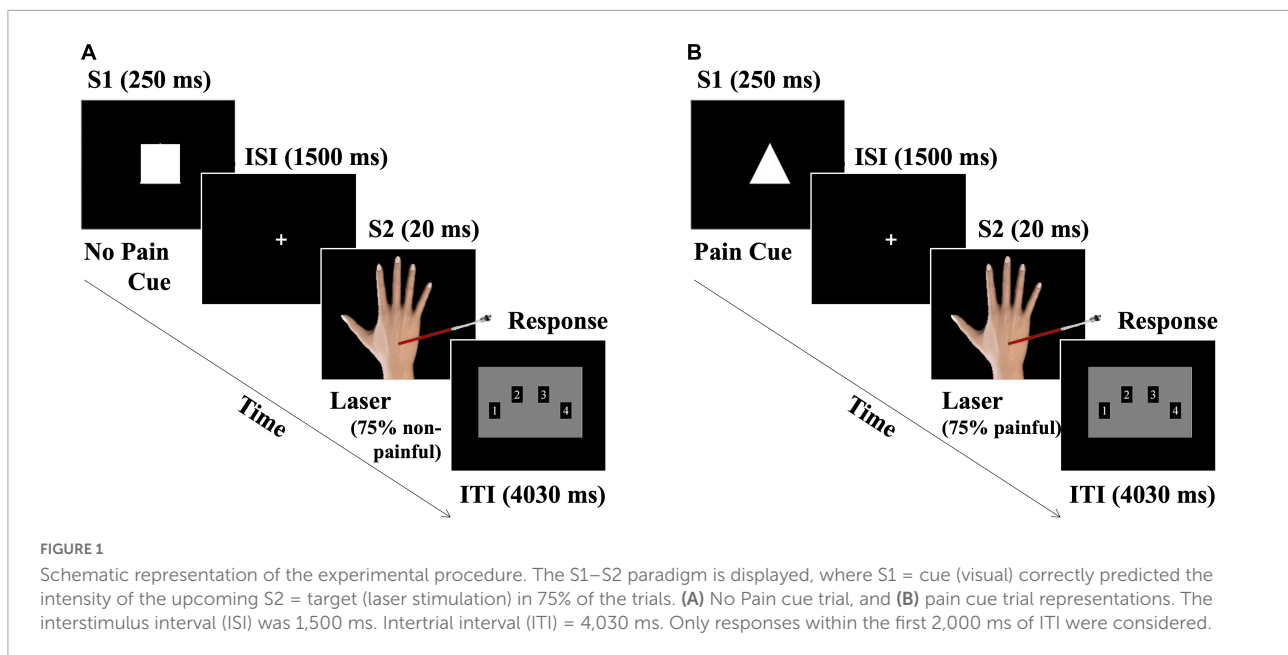 A
S1 (250 ms)
ISI (1500 ms)
No Pain
Cue
S2 (20 ms)
Laser
(75% non-
painful)
Response
1
2
3
4
ITI (4030 ms)
Time
B
S1 (250 ms)
ISI (1500 ms)
Pain Cue
S2 (20 ms)
Laser
(75% painful)
Response
1
2
3
4
ITI (4030 ms)
Time
FIGURE 1
Schematic representation of the experimental procedure. The S1–S2 paradigm is displayed, where S1 = cue (visual) correctly predicted the
intensity of the upcoming S2 = target (laser stimulation) in 75% of the trials. (A) No Pain cue trial, and (B) pain cue trial representations. The
interstimulus interval (ISI) was 1,500 ms. Intertrial interval (ITI) = 4,030 ms. Only responses within the first 2,000 ms of ITI were considered.